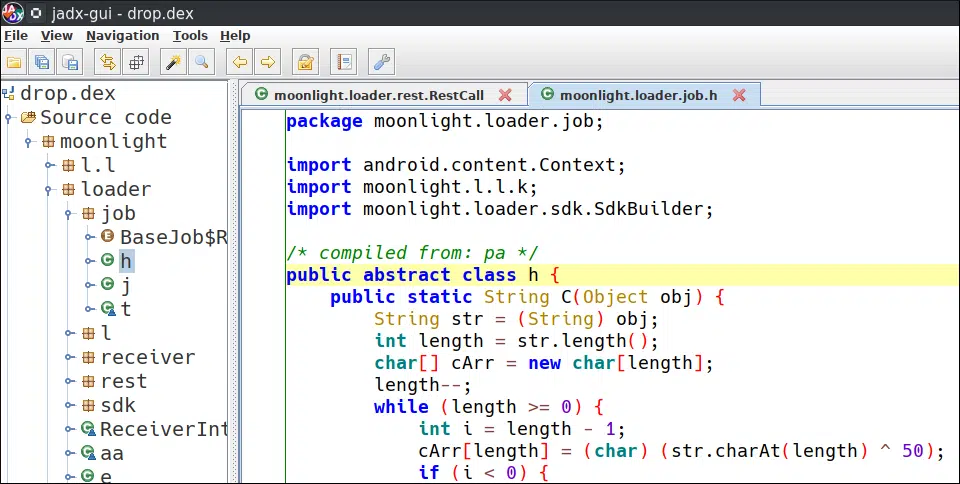 jadx-gui - drop.dex
File View Navigation Tools Help
drop.dex
Source code
moonlight
l.l
loader
job
BaseJob$R
h
j
t
l
receiver
rest
sdk
ReceiverInt
aa
e
moonlight.loader.rest.RestCall
moonlight.loader.job.h
package moonlight.loader.job;
import android.content.Context;
import moonlight.l.l.k;
import moonlight.loader.sdk.SdkBuilder;
/* compiled from: pa */
public abstract class h {
public static String C(Object obj) {
String str = (String) obj;
int length = str.length();
char[] cArr = new char[length];
length--;
while (length >= 0) {
int i = length - 1;
cArr[length] = (char) (str.charAt(length) ^ 50);
if (i < 0) {